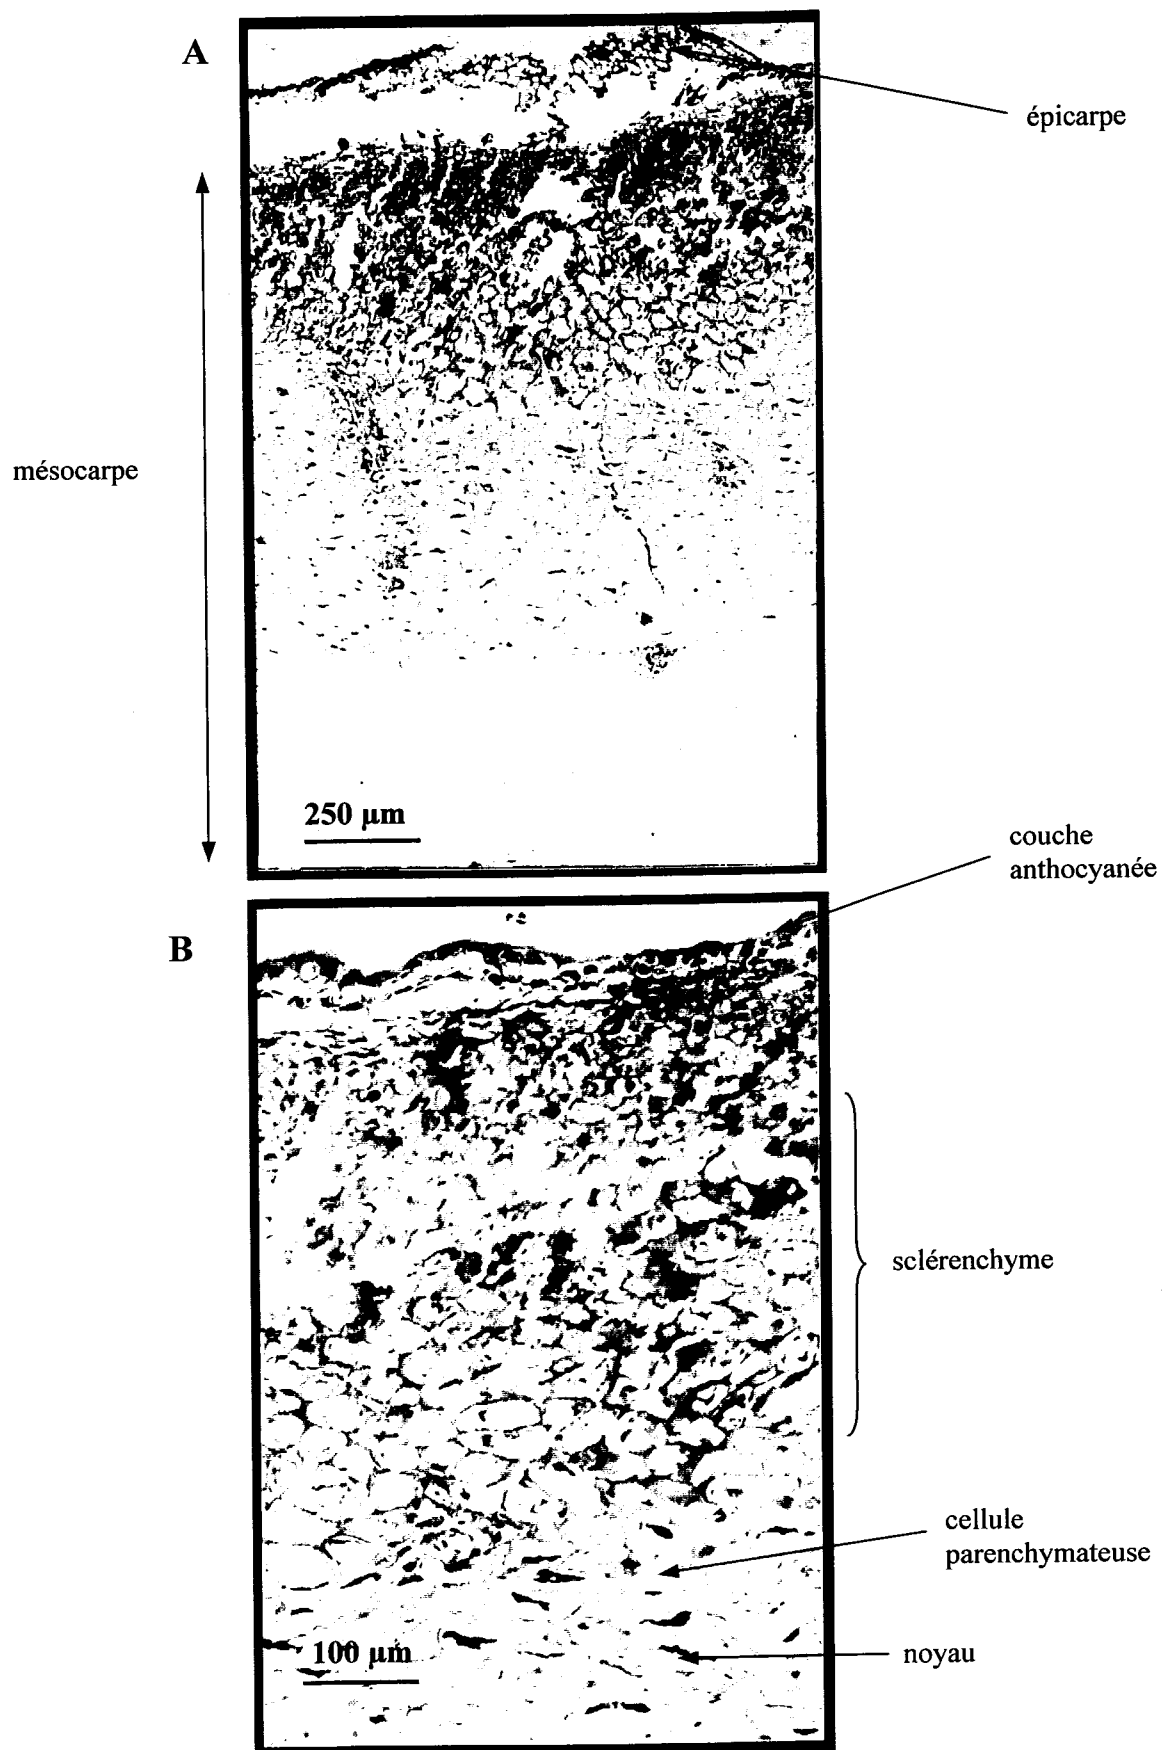 A
épicarpe
mésocarpe
250 µm
couche
anthocyanée
B
sclérenchyme
cellule
parenchymateuse
100 µm
noyau